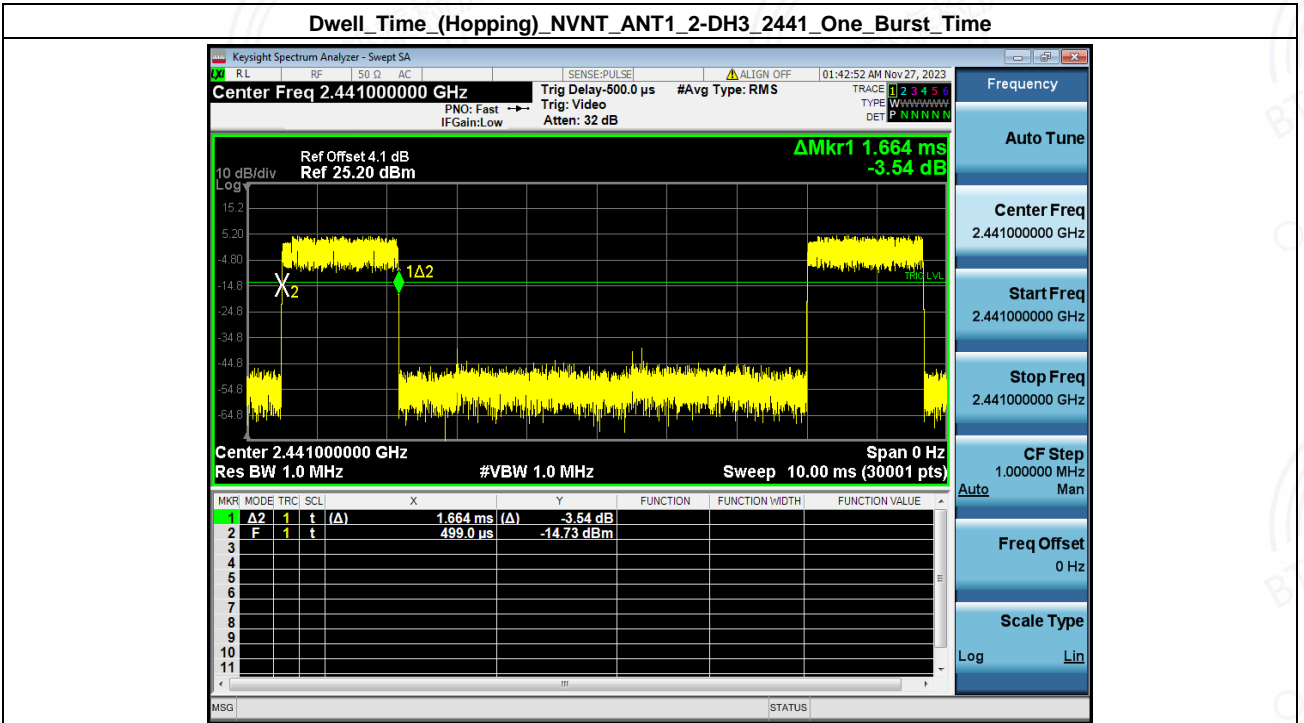 Dwell_Time_(Hopping)_NVNT_ANT1_2-DH3_2441_One_Burst_Time
Keysight Spectrum Analyzer - Swept SA
LXI RL RF 50 Ω AC SENSE:PULSE ALIGN OFF 01:42:52 AM Nov 27, 2023
Center Freq 2.441000000 GHz
PNO: Fast
IFGain:Low
Trig Delay-500.0 µs
Trig: Video
Atten: 32 dB
#Avg Type: RMS
TRACE 1 2 3 4 5 6
TYPE WWWWWW
DET P N N N N N
Frequency
Auto Tune
Center Freq
2.441000000 GHz
Start Freq
2.441000000 GHz
Stop Freq
2.441000000 GHz
CF Step
1.000000 MHz
Auto Man
Freq Offset
0 Hz
Scale Type
Log Lin
ΔMkr1 1.664 ms
-3.54 dB
Ref Offset 4.1 dB
10 dB/div Ref 25.20 dBm
Log
15.2
5.20
-4.80
-14.8
-24.8
-34.8
-44.8
-54.8
-64.8
1Δ2
2
TRIG LVL
Center 2.441000000 GHz Span 0 Hz
Res BW 1.0 MHz #VBW 1.0 MHz Sweep 10.00 ms (30001 pts)
MKR MODE TRC SCL X Y FUNCTION FUNCTION WIDTH FUNCTION VALUE
1 Δ2 1 t (Δ) 1.664 ms (Δ) -3.54 dB
2 F 1 t 499.0 µs -14.73 dBm
3
4
5
6
7
8
9
10
11
MSG STATUS